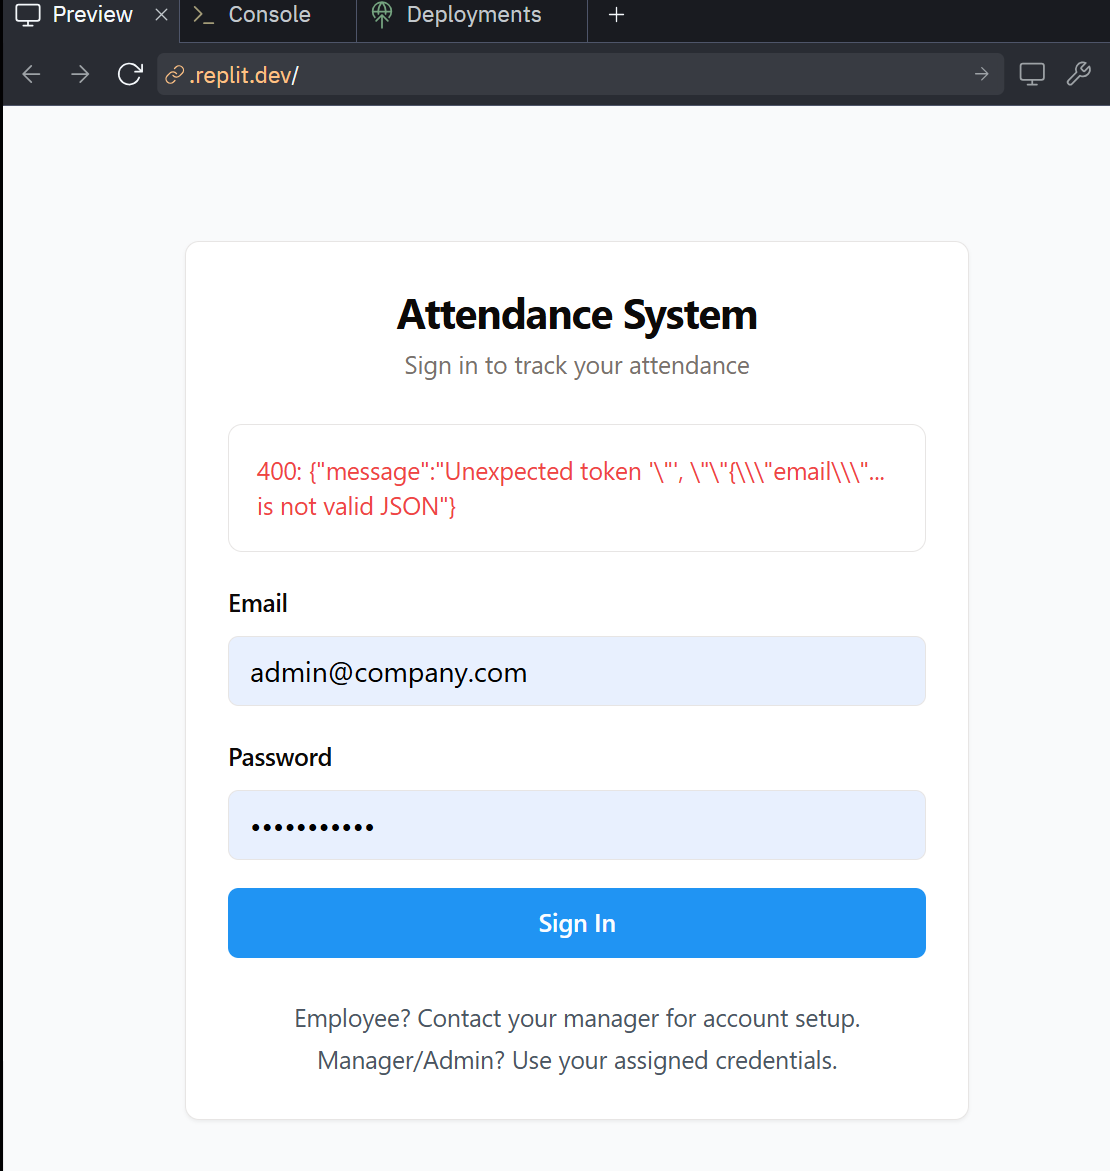 Preview
Console
Deployments
.replit.dev/
Attendance System
Sign in to track your attendance
400: {"message":"Unexpected token '\"', \"\"{\\\"email\\\"...
is not valid JSON"}
Email
admin@company.com
Password
•••••••••••
Sign In
Employee? Contact your manager for account setup.
Manager/Admin? Use your assigned credentials.